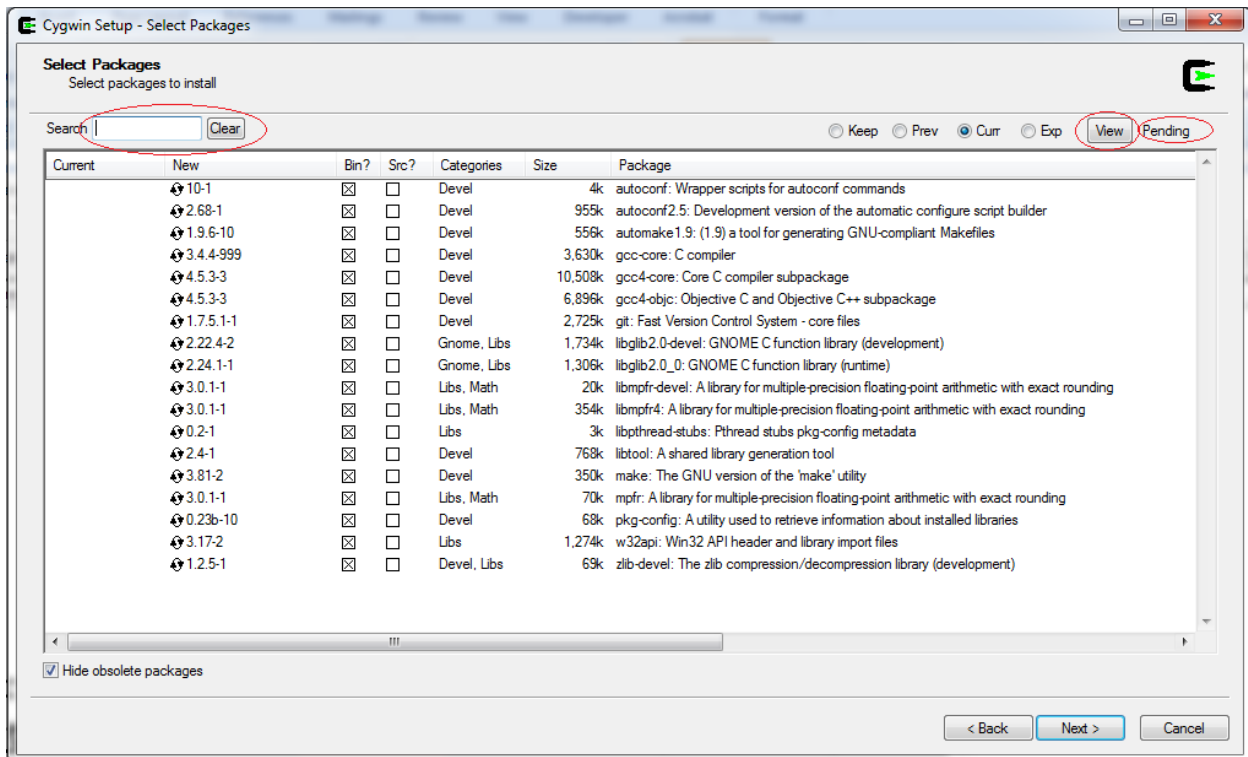 Cygwin Setup - Select Packages
Select Packages
Select packages to install
Search Clear Keep Prev Curr Exp View Pending
Current New Bin? Src? Categories Size Package
10-1 Devel 4k autoconf: Wrapper scripts for autoconf commands
2.68-1 Devel 955k autoconf2.5: Development version of the automatic configure script builder
1.9.6-10 Devel 556k automake1.9: (1.9) a tool for generating GNU-compliant Makefiles
3.4.4-999 Devel 3,630k gcc-core: C compiler
4.5.3-3 Devel 10,508k gcc4-core: Core C compiler subpackage
4.5.3-3 Devel 6,896k gcc4-objc: Objective C and Objective C++ subpackage
1.7.5.1-1 Devel 2,725k git: Fast Version Control System - core files
2.22.4-2 Gnome, Libs 1,734k libglib2.0-devel: GNOME C function library (development)
2.24.1-1 Gnome, Libs 1,306k libglib2.0_0: GNOME C function library (runtime)
3.0.1-1 Libs, Math 20k libmpfr-devel: A library for multiple-precision floating-point arithmetic with exact rounding
3.0.1-1 Libs, Math 354k libmpfr4: A library for multiple-precision floating-point arithmetic with exact rounding
0.2-1 Libs 3k libpthread-stubs: Pthread stubs pkg-config metadata
2.4-1 Devel 768k libtool: A shared library generation tool
3.81-2 Devel 350k make: The GNU version of the 'make' utility
3.0.1-1 Libs, Math 70k mpfr: A library for multiple-precision floating-point arithmetic with exact rounding
0.23b-10 Devel 68k pkg-config: A utility used to retrieve information about installed libraries
3.17-2 Libs 1,274k w32api: Win32 API header and library import files
1.2.5-1 Devel, Libs 69k zlib-devel: The zlib compression/decompression library (development)
Hide obsolete packages
< Back Next > Cancel